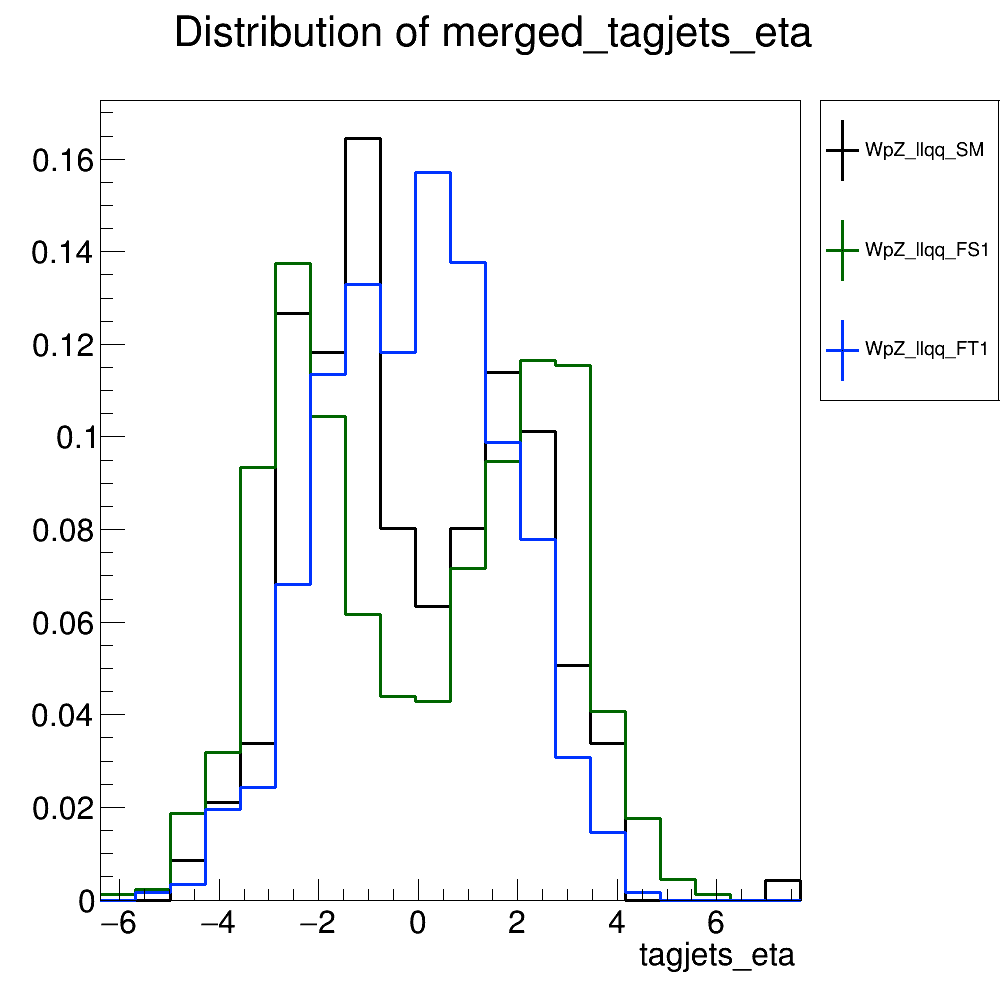 Distribution of merged_tagjets_eta
WpZ_llqq_SM
WpZ_llqq_FS1
WpZ_llqq_FT1
0.16
0.14
0.12
0.1
0.08
0.06
0.04
0.02
0
−6 −4 −2 0 2 4 6
tagjets_eta